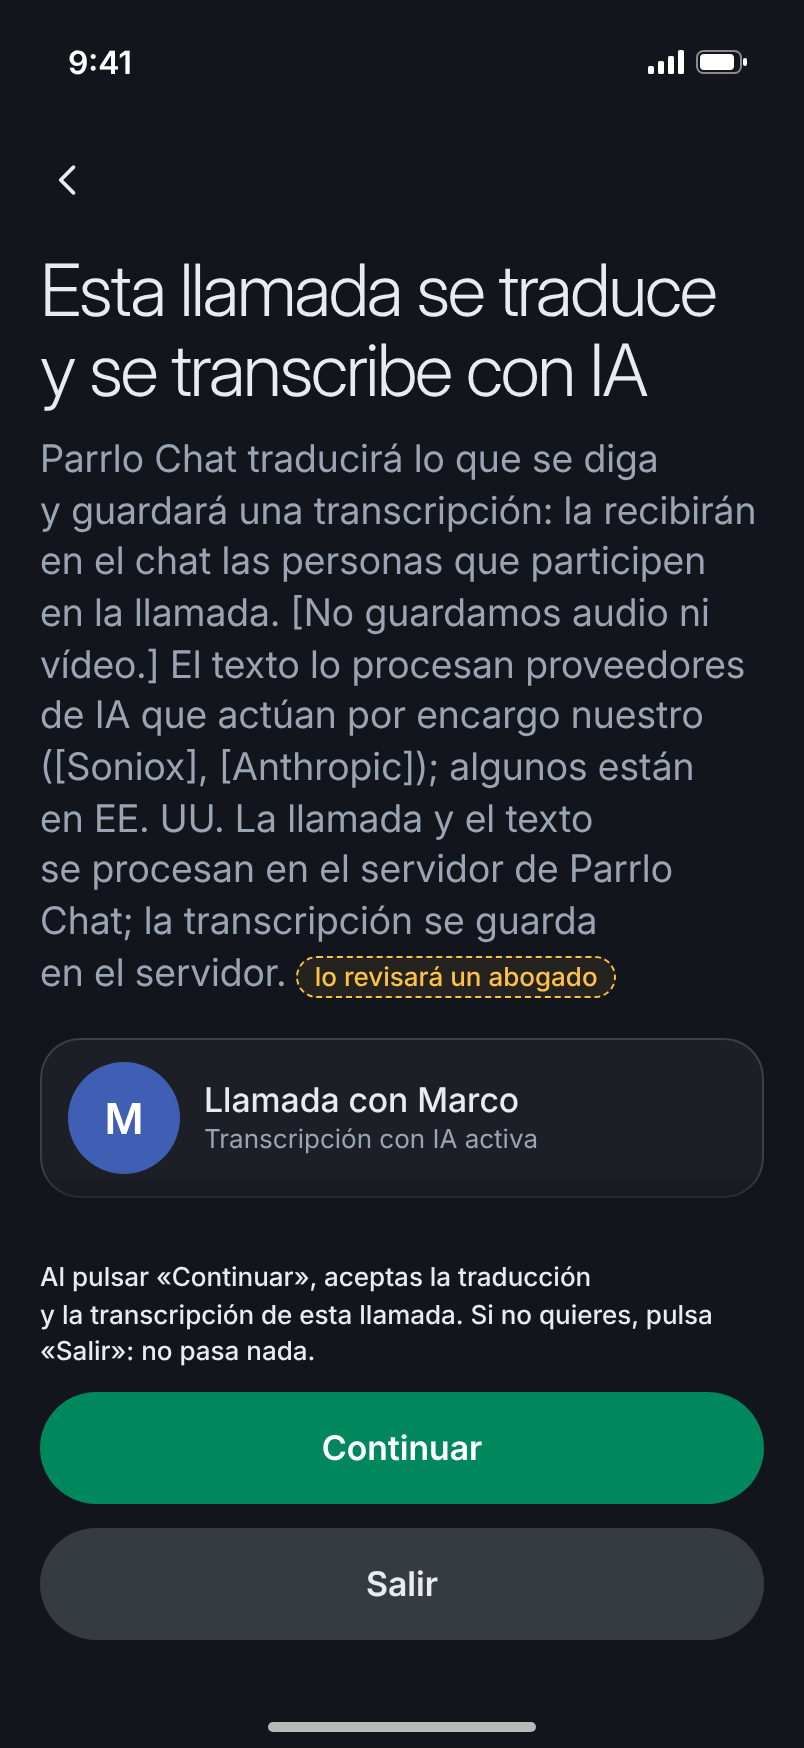 9:41
Esta llamada se traduce
y se transcribe con IA
Parrlo Chat traducirá lo que se diga
y guardará una transcripción: la recibirán
en el chat las personas que participen
en la llamada. [No guardamos audio ni
vídeo.] El texto lo procesan proveedores
de IA que actúan por encargo nuestro
([Soniox], [Anthropic]); algunos están
en EE. UU. La llamada y el texto
se procesan en el servidor de Parrlo
Chat; la transcripción se guarda
en el servidor. lo revisará un abogado
M
Llamada con Marco
Transcripción con IA activa
Al pulsar «Continuar», aceptas la traducción
y la transcripción de esta llamada. Si no quieres, pulsa
«Salir»: no pasa nada.
Continuar
Salir